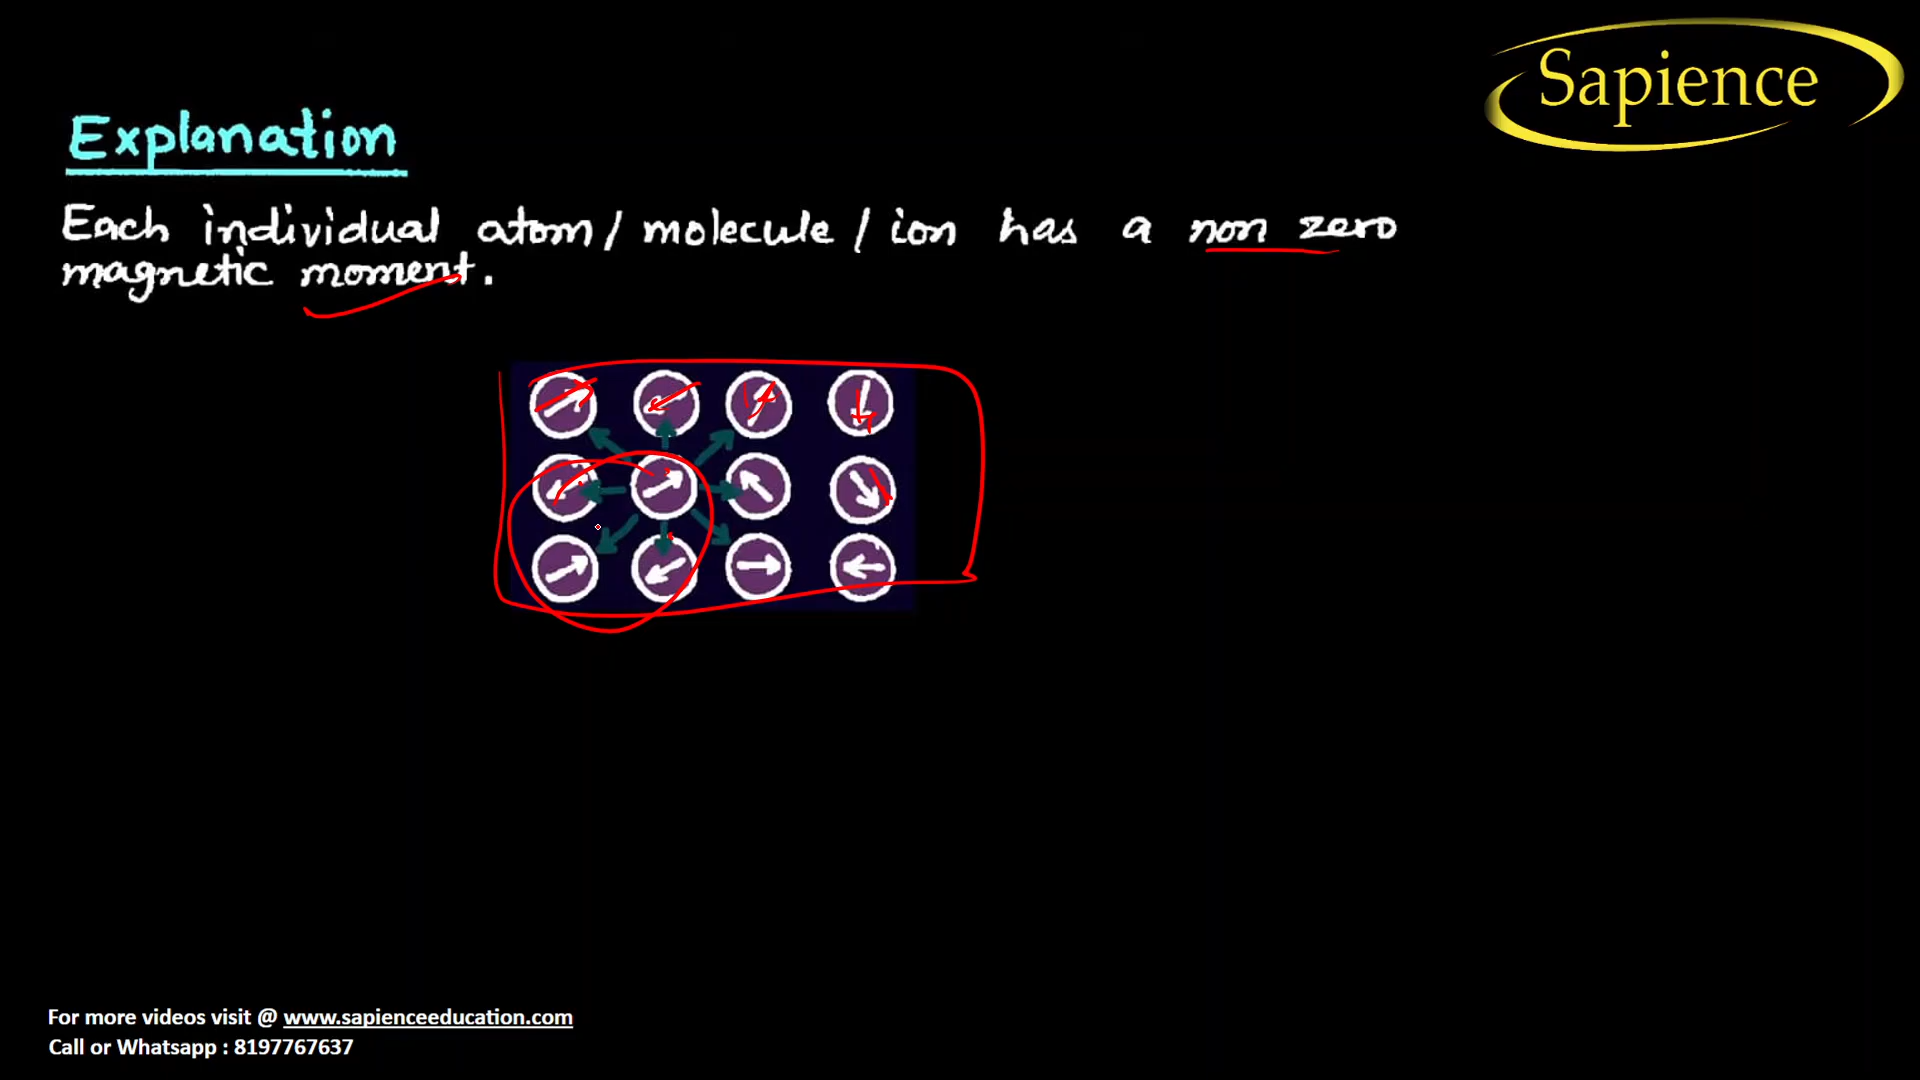 Sapience
Explanation
Each individual atom/ molecule / ion has a non zero
magnetic moment.
For more videos visit @ www.sapienceeducation.com
Call or Whatsapp : 8197767637